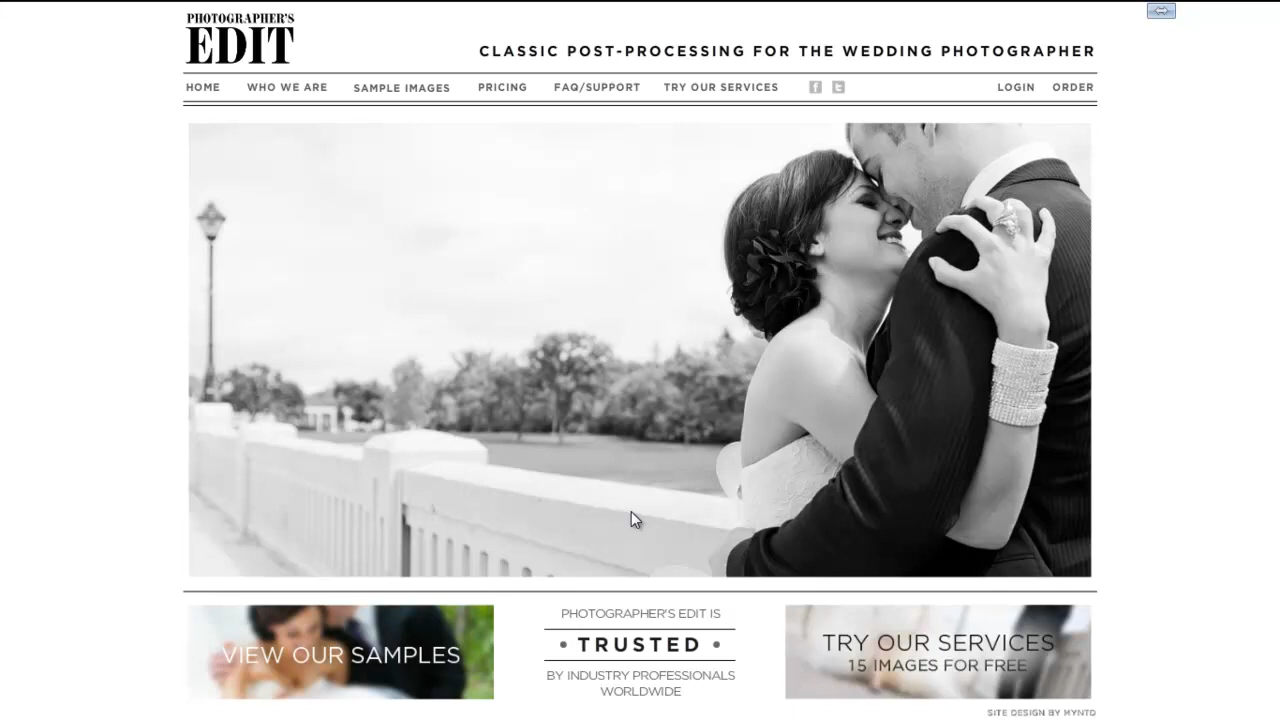 PHOTOGRAPHER'S
EDIT
CLASSIC POST-PROCESSING FOR THE WEDDING PHOTOGRAPHER
HOME WHO WE ARE SAMPLE IMAGES PRICING FAQ/SUPPORT TRY OUR SERVICES f t LOGIN ORDER
VIEW OUR SAMPLES
PHOTOGRAPHER'S EDIT IS
• TRUSTED •
BY INDUSTRY PROFESSIONALS
WORLDWIDE
TRY OUR SERVICES
15 IMAGES FOR FREE
SITE DESIGN BY MYNTD